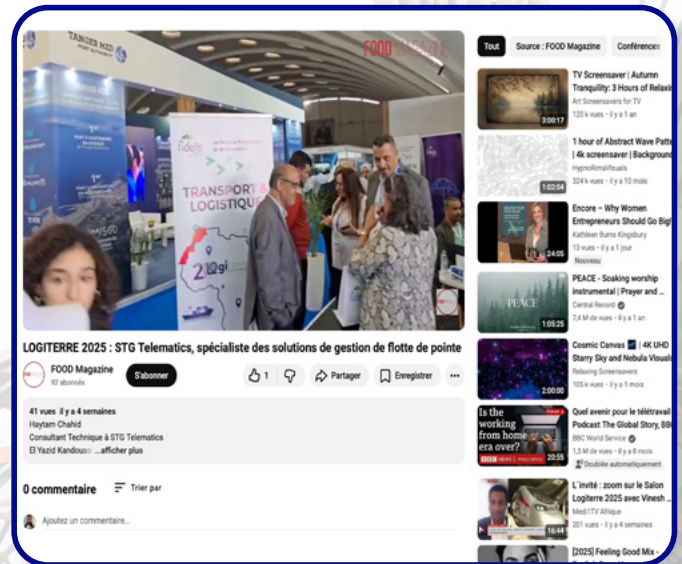 TANGER MED
PORT AUTHORITY
FOOD MAGAZINE
fidelis
TRANSPORT &
LOGISTIQUE
2 Logi
LOGITERRE 2025 : STG Telematics, spécialiste des solutions de gestion de flotte de pointe
FOOD Magazine
92 abonnés
S'abonner
1
Partager
Enregistrer
41 vues il y a 4 semaines
Haytam Chahid
Consultant Technique à STG Telematics
El Yazid Kandouss ...afficher plus
0 commentaire
Trier par
Ajoutez un commentaire...
Tout
Source : FOOD Magazine
Conférences
TV Screensaver | Autumn
Tranquility: 3 Hours of Relaxin
Art Screensavers for TV
120 k vues - il y a 1 an
3:00:17
1 hour of Abstract Wave Patte
| 4k screensaver | Background
HypnoRimaVisuals
324 k vues - il y a 10 mois
1:02:04
Encore – Why Women
Entrepreneurs Should Go Big!
Kathleen Burns Kingsbury
13 vues - il y a 1 jour
Nouveau
24:05
PEACE - Soaking worship
instrumental | Prayer and ...
Central Record
7,4 M de vues - il y a 1 an
PEACE
1:05:25
Cosmic Canvas | 4K UHD
Starry Sky and Nebula Visuals
Relaxing Screensavers
105 k vues - il y a 1 mois
2:00:00
Quel avenir pour le télétravail
Podcast The Global Story, BB
BBC World Service
1,5 M de vues - il y a 8 mois
Doublée automatiquement
Is the
working
from home
era over?
BBC NEWS
20:55
L'invité : zoom sur le Salon
Logiterre 2025 avec Vinesh ...
Medi1TV Afrique
201 vues - il y a 4 semaines
16:44
[2025] Feeling Good Mix -